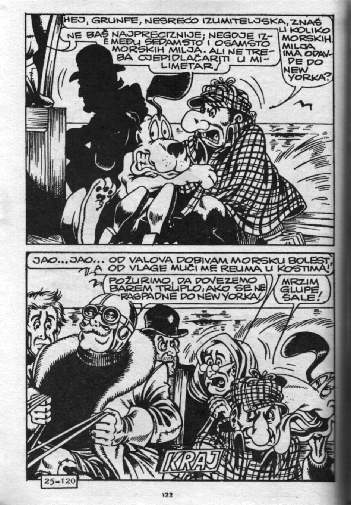 HEJ, GRUNFE, NESREĆO IZUMITELJSKA, ZNAŠ
LI KOLIKO
MORSKIH
MILJA
IMA ODAV-
DE DO
NEW
YORKA?
NE BAŠ NAJPRECIZNIJE; NEGDJE IZ-
MEĐU SEDAMSTO I OSAMSTO
MORSKIH MILJA. ALI NE TRE-
BA CJEPIDLAČARITI U MI-
LIMETAR!
JAO...JAO... OD VALOVA DOBIVAM MORSKU BOLEST,
A OD VLAGE MUČI ME REUMA U KOSTIMA!
POŽURIMO, DA DOVEZEMO
BAREM TRUPLO, AKO SE NE
RASPADNE DO NEW YORKA!
MRZIM
GLUPE
ŠALE!
KRAJ
25-120
122